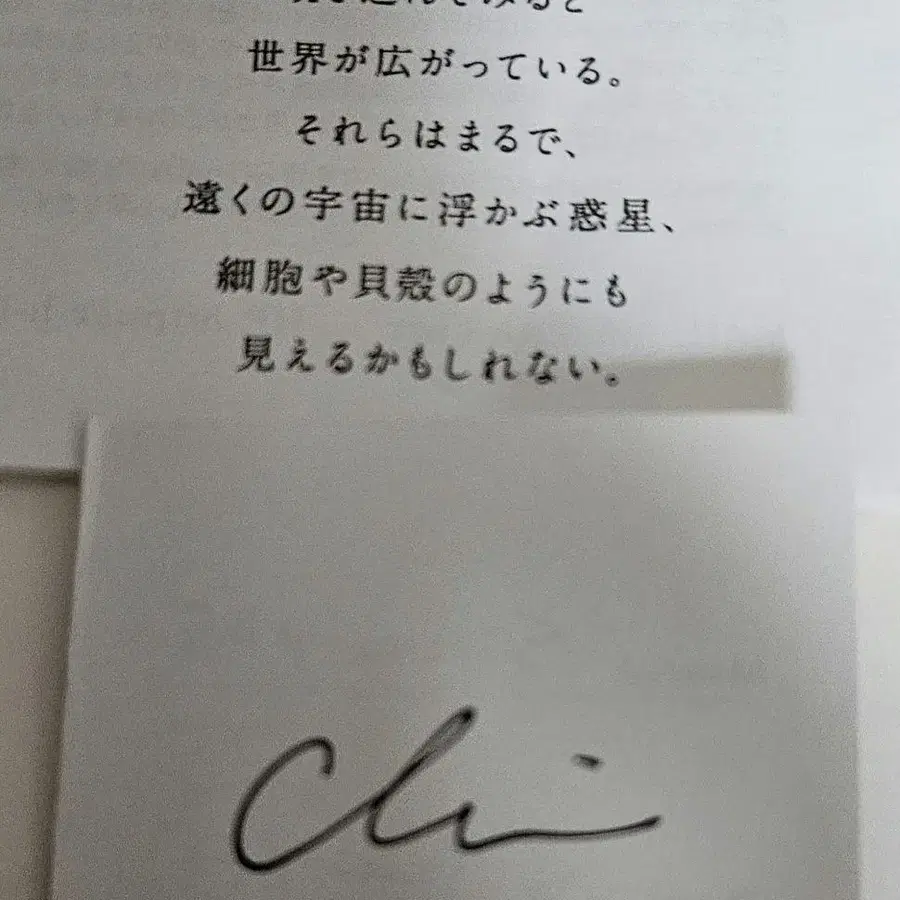 世界が広がっている。
それらはまるで、
遠くの宇宙に浮かぶ惑星、
細胞や貝殻のようにも
見えるかもしれない。